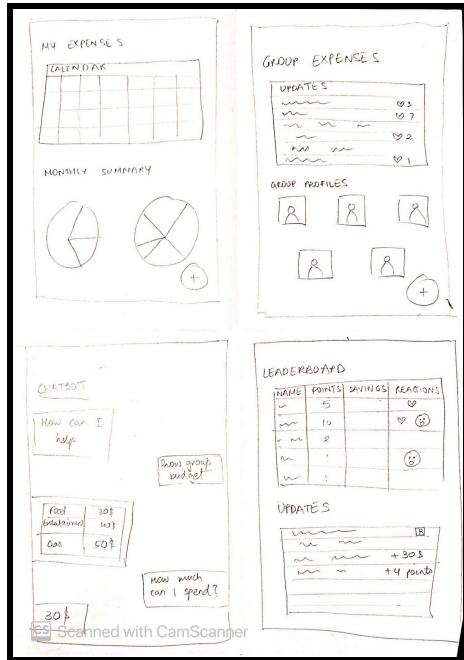 MY EXPENSES
CALENDAR
MONTHLY SUMMARY
+
GROUP EXPENSES
UPDATES
♡ 3
♡ 7
♡ 2
♡ 1
GROUP PROFILES
+
CHATBOT
How can I
help
Show group
budget
Food 30$
Entertainment 40$
Gas 50$
How much
can I spend?
30$
LEADERBOARD
NAME POINTS SAVINGS REACTIONS
5 ♡
10 ♡
2
1
1
UPDATES
B
+30$
+4 points
CS Scanned with CamScanner